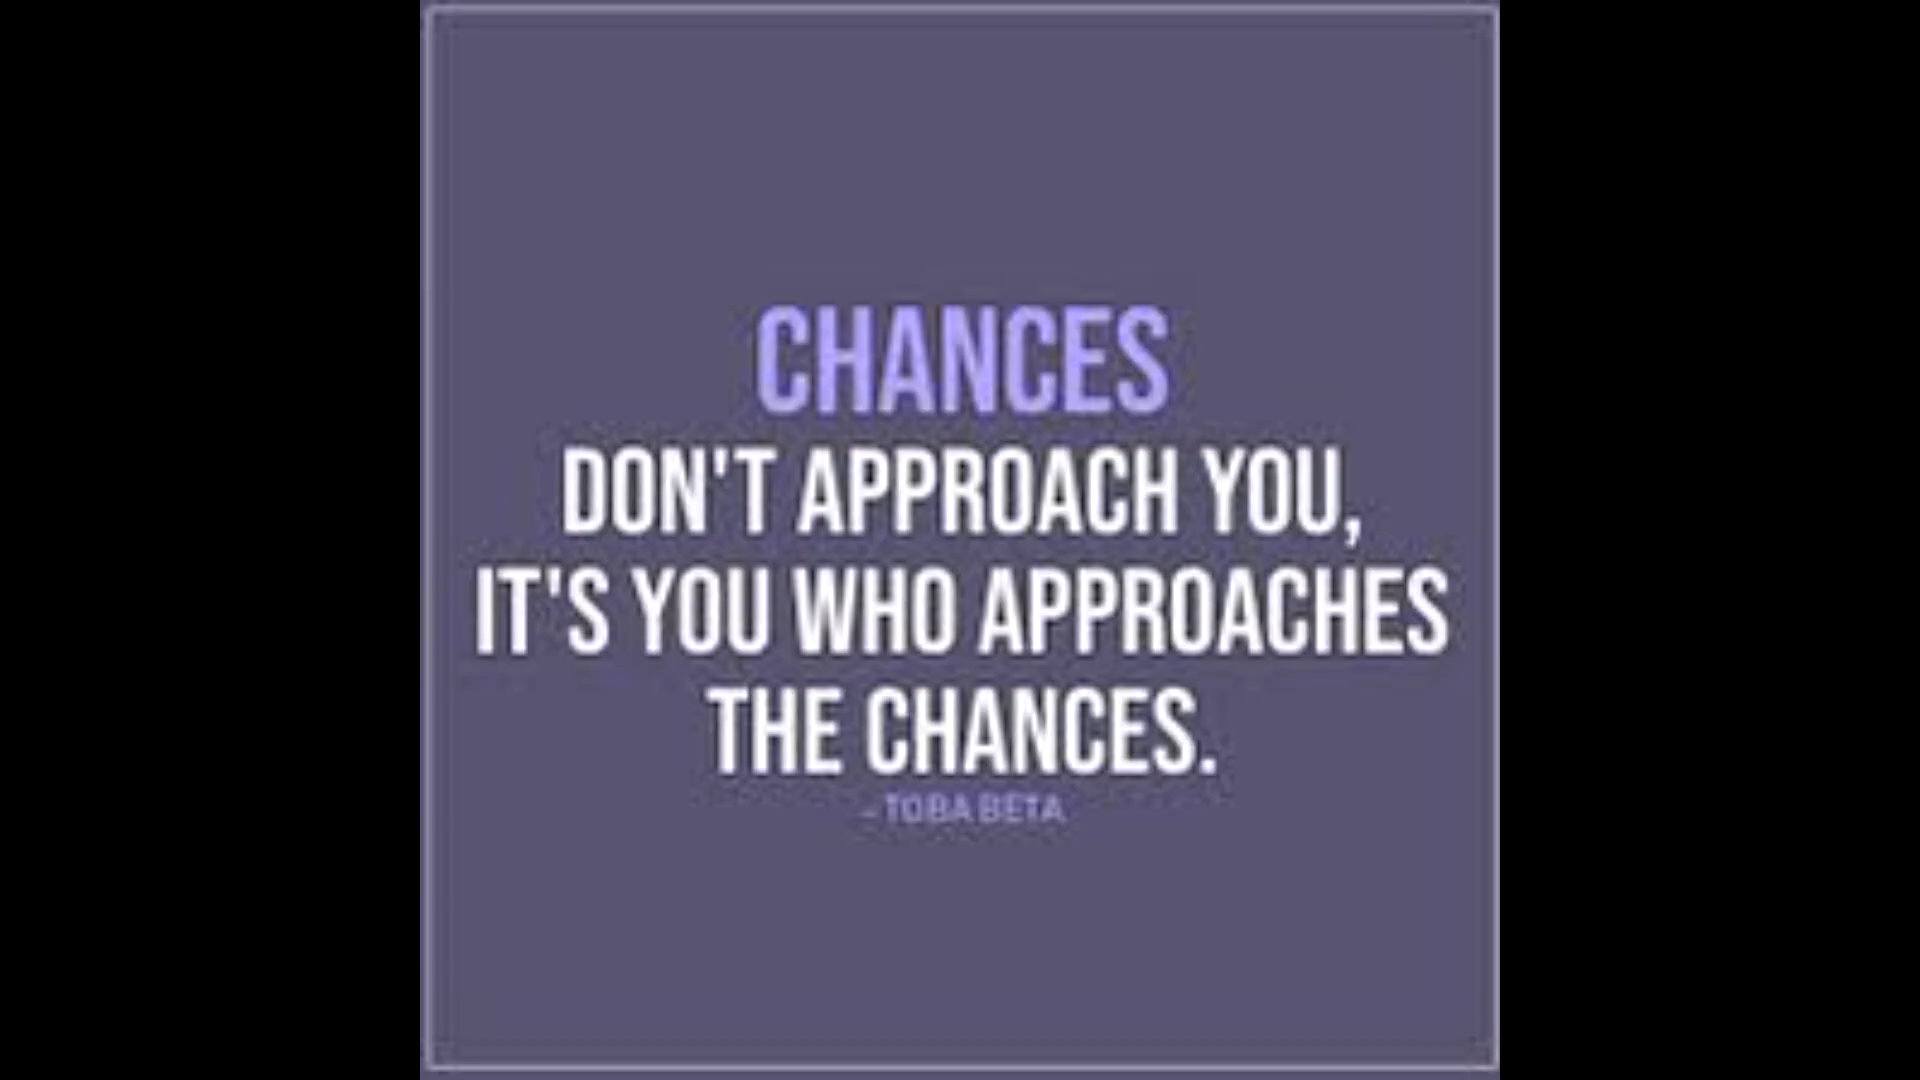 CHANCES
DON'T APPROACH YOU,
IT'S YOU WHO APPROACHES
THE CHANCES.
- TOBA BETA